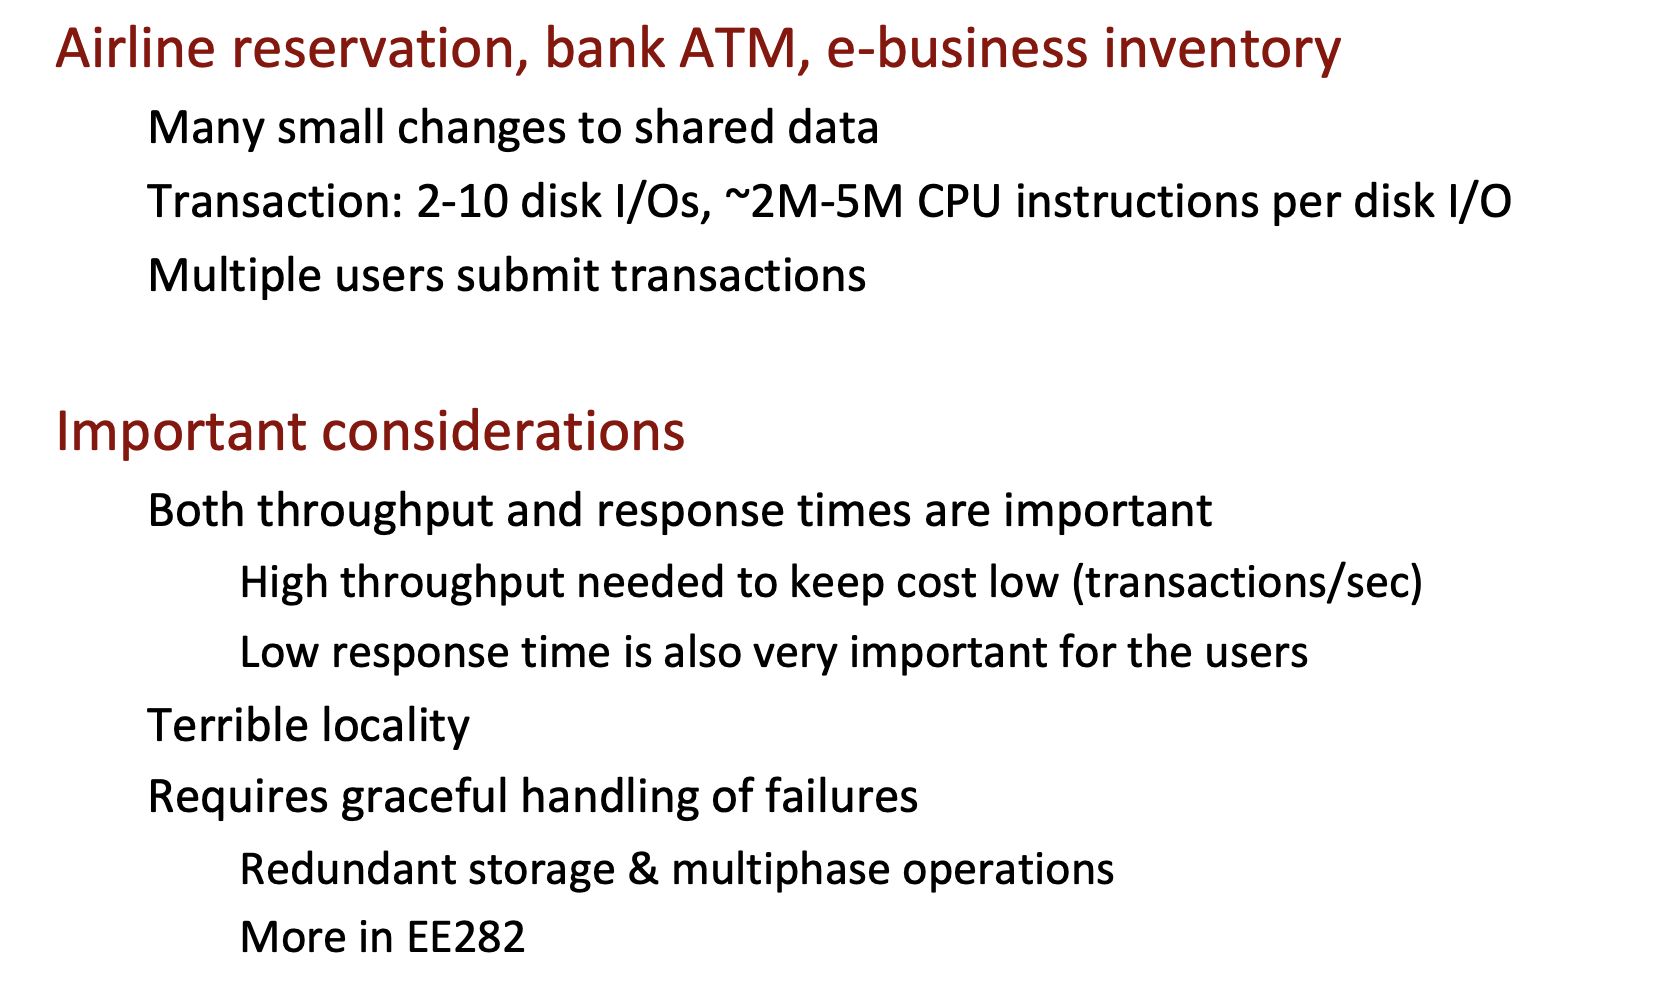 Airline reservation, bank ATM, e-business inventory
Many small changes to shared data
Transaction: 2-10 disk I/Os, ~2M-5M CPU instructions per disk I/O
Multiple users submit transactions
Important considerations
Both throughput and response times are important
High throughput needed to keep cost low (transactions/sec)
Low response time is also very important for the users
Terrible locality
Requires graceful handling of failures
Redundant storage & multiphase operations
More in EE282